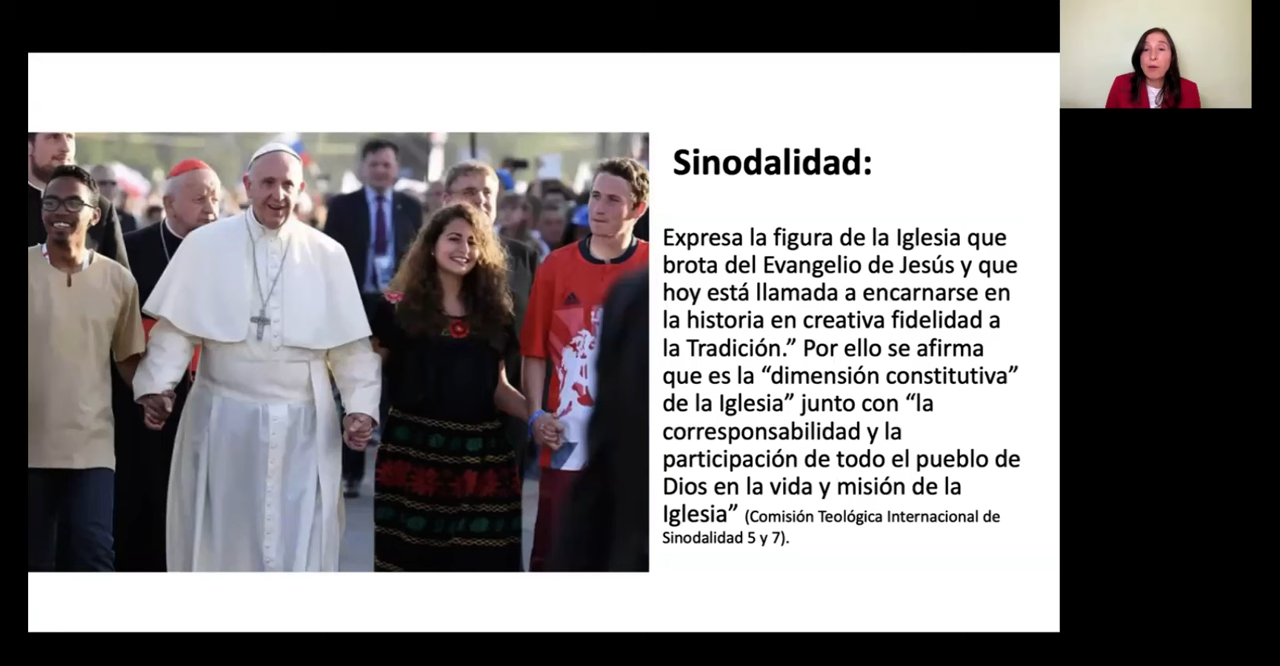 Sinodalidad:
Expresa la figura de la Iglesia que
brota del Evangelio de Jesús y que
hoy está llamada a encarnarse en
la historia en creativa fidelidad a
la Tradición.” Por ello se afirma
que es la “dimensión constitutiva”
de la Iglesia” junto con “la
corresponsabilidad y la
participación de todo el pueblo de
Dios en la vida y misión de la
Iglesia” (Comisión Teológica Internacional de
Sinodalidad 5 y 7).